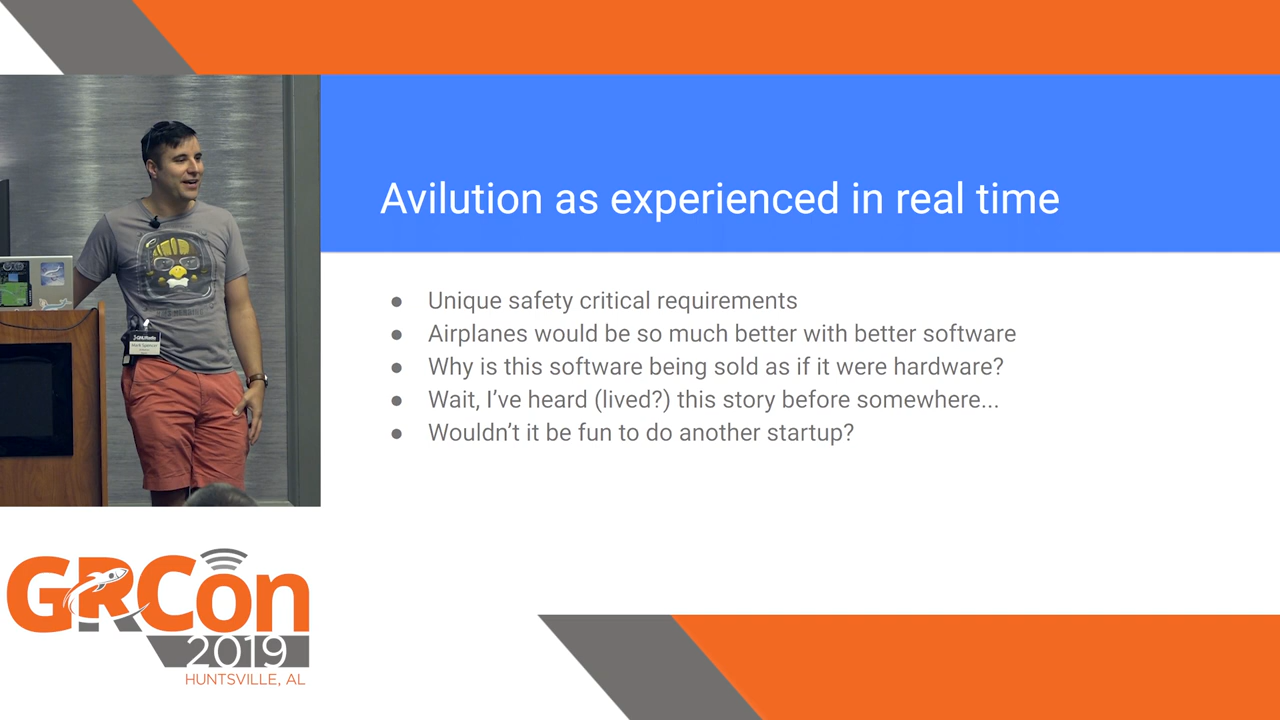 Avilution as experienced in real time
● Unique safety critical requirements
● Airplanes would be so much better with better software
● Why is this software being sold as if it were hardware?
● Wait, I’ve heard (lived?) this story before somewhere...
● Wouldn’t it be fun to do another startup?
Mark Spencer
GRCon
2019
HUNTSVILLE, AL